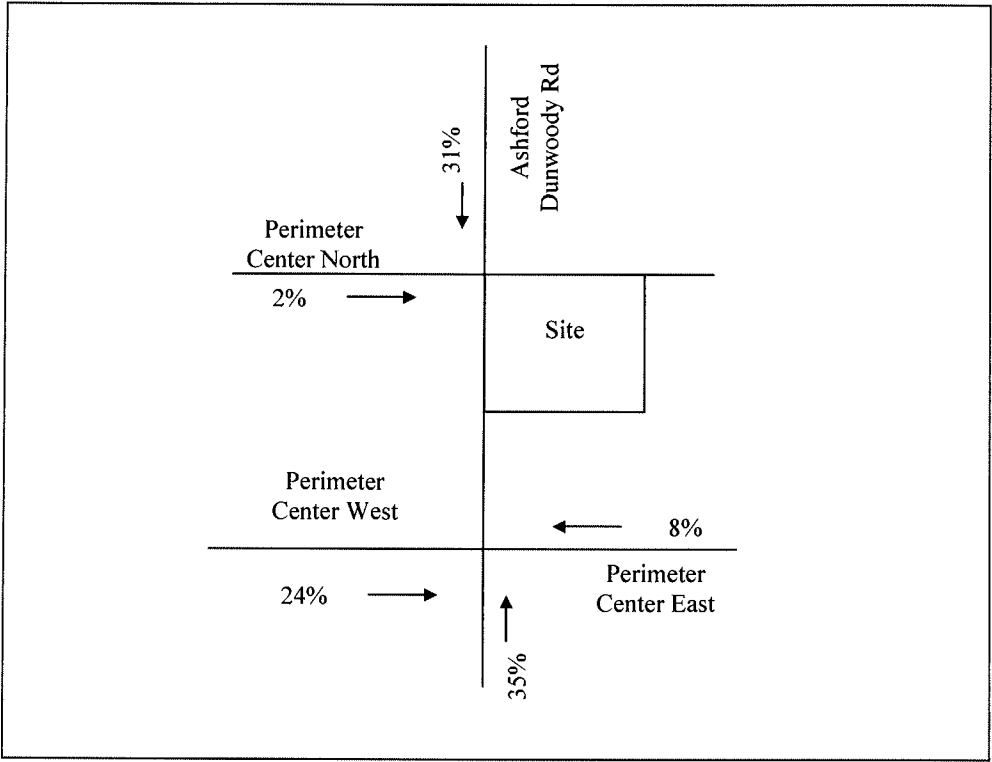 Ashford
Dunwoody Rd
31%
Perimeter
Center North
2%
Site
Perimeter
Center West
8%
24%
Perimeter
Center East
35%